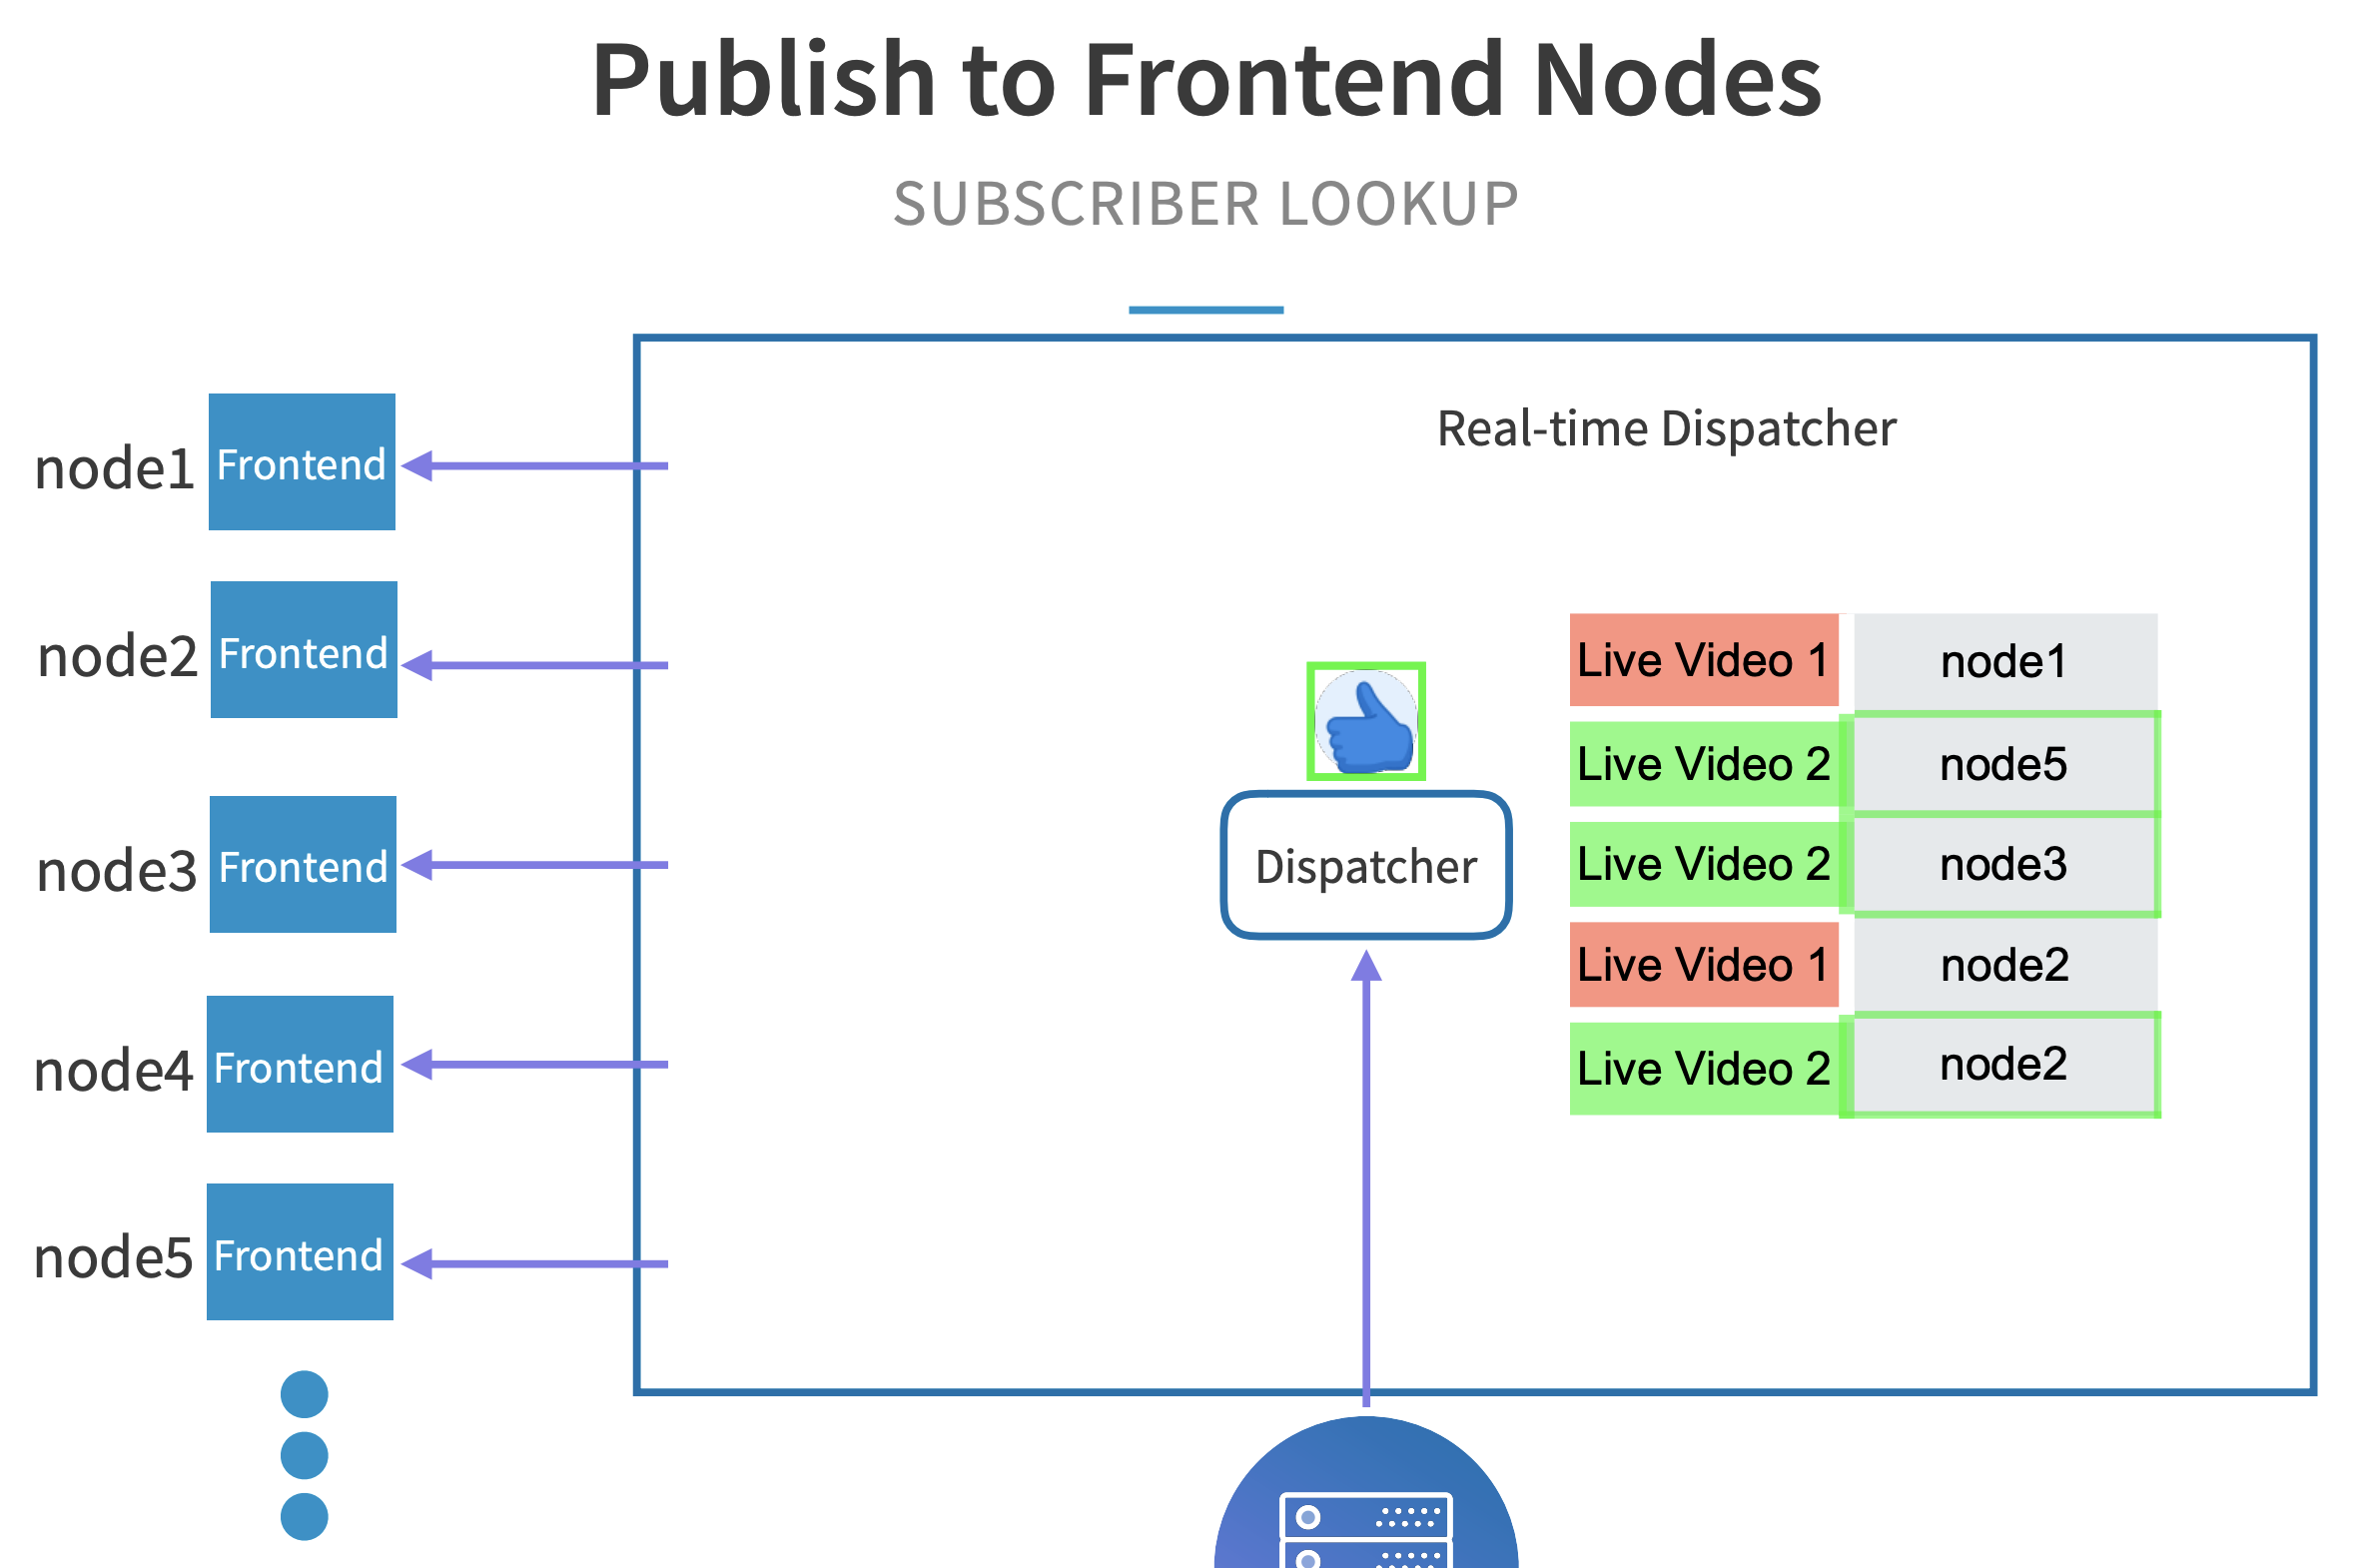 Publish to Frontend Nodes
SUBSCRIBER LOOKUP
Real-time Dispatcher
node1 Frontend
node2 Frontend
node3 Frontend
node4 Frontend
node5 Frontend
Dispatcher
Live Video 1 node1
Live Video 2 node5
Live Video 2 node3
Live Video 1 node2
Live Video 2 node2